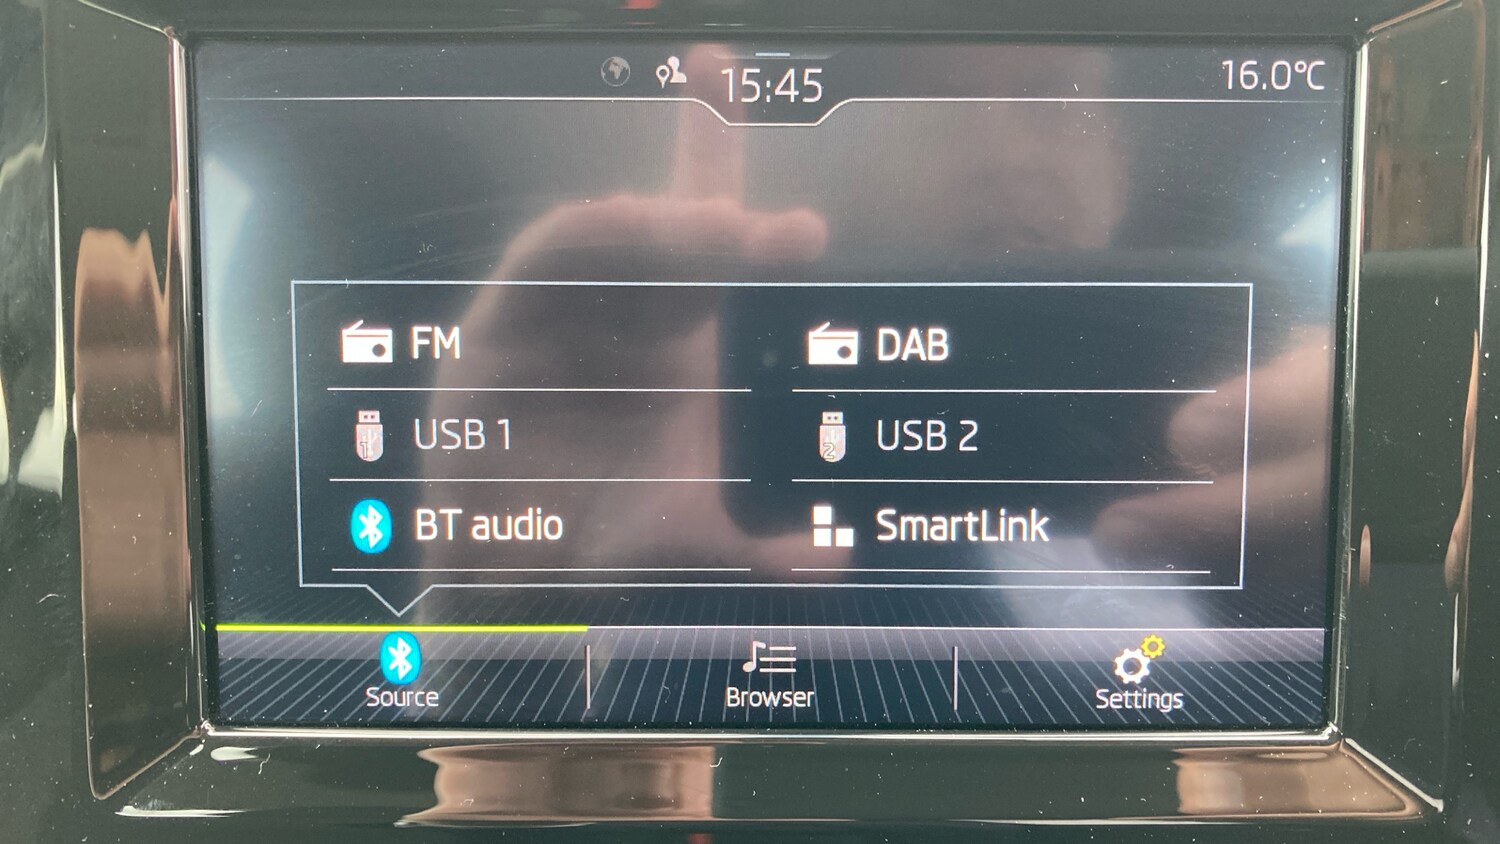 15:45
16.0°C
FM
DAB
USB 1
USB 2
BT audio
SmartLink
Source
Browser
Settings